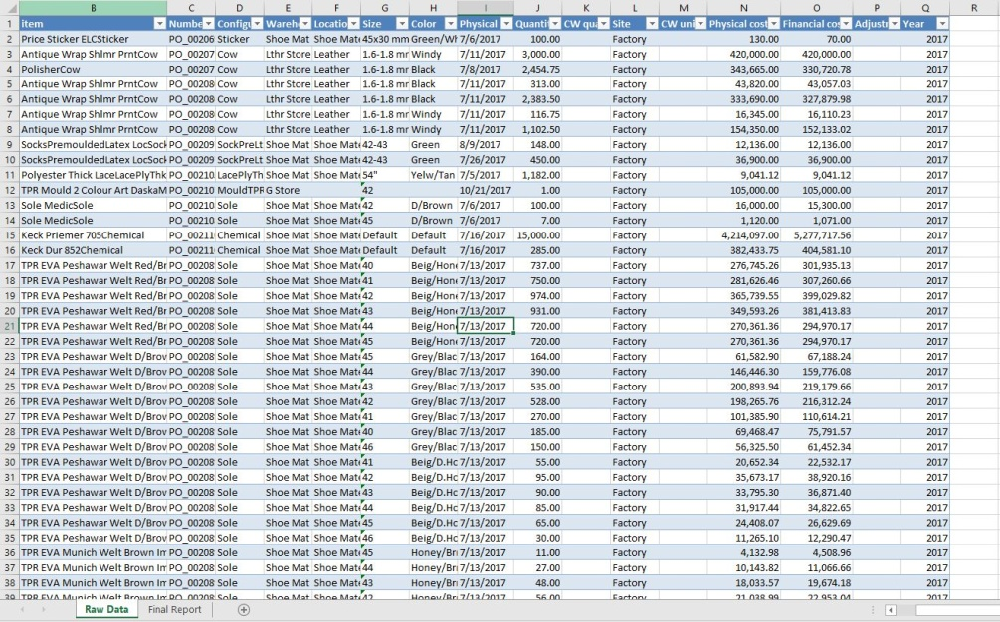 B C D E F G H I J K L M N O P Q R
1 item Numbe Configu Wareh Locatio Size Color Physical Quanti CW qua Site CW uni Physical cost Financial cos Adjustr Year
2 Price Sticker ELCSticker PO_00206 Sticker Shoe Mat Shoe Mate 45x30 mm Green/Wh 7/6/2017 100.00 Factory 130.00 70.00 2017
3 Antique Wrap Shlmr PrntCow PO_00207 Cow Lthr Store Leather 1.6-1.8 mr Windy 7/11/2017 3,000.00 Factory 420,000.00 420,000.00 2017
4 PolisherCow PO_00207 Cow Lthr Store Leather 1.6-1.8 mr Black 7/8/2017 2,454.75 Factory 343,665.00 330,720.78 2017
5 Antique Wrap Shlmr PrntCow PO_00208 Cow Lthr Store Leather 1.6-1.8 mr Black 7/11/2017 313.00 Factory 43,820.00 43,057.03 2017
6 Antique Wrap Shlmr PrntCow PO_00208 Cow Lthr Store Leather 1.6-1.8 mr Black 7/11/2017 2,383.50 Factory 333,690.00 327,879.98 2017
7 Antique Wrap Shlmr PrntCow PO_00208 Cow Lthr Store Leather 1.6-1.8 mr Windy 7/11/2017 116.75 Factory 16,345.00 16,110.23 2017
8 Antique Wrap Shlmr PrntCow PO_00208 Cow Lthr Store Leather 1.6-1.8 mr Windy 7/11/2017 1,102.50 Factory 154,350.00 152,133.02 2017
9 SocksPremouldedLatex LocSock PO_00209 SockPreLt Shoe Mat Shoe Mate 42-43 Green 8/9/2017 148.00 Factory 12,136.00 12,136.00 2017
10 SocksPremouldedLatex LocSock PO_00209 SockPreLt Shoe Mat Shoe Mate 42-43 Green 7/26/2017 450.00 Factory 36,900.00 36,900.00 2017
11 Polyester Thick LaceLacePlyThk PO_00210 LacePlyTh Shoe Mat Shoe Mate 54" Yelw/Tan 7/5/2017 1,182.00 Factory 9,041.12 9,041.12 2017
12 TPR Mould 2 Colour Art DaskaM PO_00210 MouldTPR G Store 42 10/21/2017 1.00 Factory 105,000.00 105,000.00 2017
13 Sole MedicSole PO_00210 Sole Shoe Mat Shoe Mate 42 D/Brown 7/6/2017 100.00 Factory 16,000.00 15,300.00 2017
14 Sole MedicSole PO_00210 Sole Shoe Mat Shoe Mate 45 D/Brown 7/6/2017 7.00 Factory 1,120.00 1,071.00 2017
15 Keck Priemer 705Chemical PO_00211 Chemical Shoe Mat Shoe Mate Default Default 7/16/2017 15,000.00 Factory 4,214,097.00 5,277,717.56 2017
16 Keck Dur 852Chemical PO_00211 Chemical Shoe Mat Shoe Mate Default Default 7/16/2017 285.00 Factory 382,433.75 404,581.10 2017
17 TPR EVA Peshawar Welt Red/Br PO_00208 Sole Shoe Mat Shoe Mate 40 Beig/Hone 7/13/2017 737.00 Factory 276,745.26 301,935.13 2017
18 TPR EVA Peshawar Welt Red/Br PO_00208 Sole Shoe Mat Shoe Mate 41 Beig/Hone 7/13/2017 750.00 Factory 281,626.46 307,260.66 2017
19 TPR EVA Peshawar Welt Red/Br PO_00208 Sole Shoe Mat Shoe Mate 42 Beig/Hone 7/13/2017 974.00 Factory 365,739.55 399,029.82 2017
20 TPR EVA Peshawar Welt Red/Br PO_00208 Sole Shoe Mat Shoe Mate 43 Beig/Hone 7/13/2017 931.00 Factory 349,593.26 381,413.83 2017
21 TPR EVA Peshawar Welt Red/Br PO_00208 Sole Shoe Mat Shoe Mate 44 Beig/Hon 7/13/2017 720.00 Factory 270,361.36 294,970.17 2017
22 TPR EVA Peshawar Welt Red/Br PO_00208 Sole Shoe Mat Shoe Mate 45 Beig/Hone 7/13/2017 720.00 Factory 270,361.36 294,970.17 2017
23 TPR EVA Peshawar Welt D/Brov PO_00208 Sole Shoe Mat Shoe Mate 45 Grey/Blac 7/13/2017 164.00 Factory 61,582.90 67,188.24 2017
24 TPR EVA Peshawar Welt D/Brov PO_00208 Sole Shoe Mat Shoe Mate 44 Grey/Blac 7/13/2017 390.00 Factory 146,446.30 159,776.08 2017
25 TPR EVA Peshawar Welt D/Brov PO_00208 Sole Shoe Mat Shoe Mate 43 Grey/Blac 7/13/2017 535.00 Factory 200,893.94 219,179.66 2017
26 TPR EVA Peshawar Welt D/Brov PO_00208 Sole Shoe Mat Shoe Mate 42 Grey/Blac 7/13/2017 528.00 Factory 198,265.76 216,312.24 2017
27 TPR EVA Peshawar Welt D/Brov PO_00208 Sole Shoe Mat Shoe Mate 41 Grey/Blac 7/13/2017 270.00 Factory 101,385.90 110,614.21 2017
28 TPR EVA Peshawar Welt D/Brov PO_00208 Sole Shoe Mat Shoe Mate 40 Grey/Blac 7/13/2017 185.00 Factory 69,468.47 75,791.57 2017
29 TPR EVA Peshawar Welt D/Brov PO_00208 Sole Shoe Mat Shoe Mate 46 Grey/Blac 7/13/2017 150.00 Factory 56,325.50 61,452.34 2017
30 TPR EVA Peshawar Welt D/Brov PO_00208 Sole Shoe Mat Shoe Mate 41 Beig/D.Hc 7/13/2017 55.00 Factory 20,652.34 22,532.17 2017
31 TPR EVA Peshawar Welt D/Brov PO_00208 Sole Shoe Mat Shoe Mate 42 Beig/D.Hc 7/13/2017 95.00 Factory 35,673.17 38,920.16 2017
32 TPR EVA Peshawar Welt D/Brov PO_00208 Sole Shoe Mat Shoe Mate 43 Beig/D.Hc 7/13/2017 90.00 Factory 33,795.30 36,871.40 2017
33 TPR EVA Peshawar Welt D/Brov PO_00208 Sole Shoe Mat Shoe Mate 44 Beig/D.Hc 7/13/2017 85.00 Factory 31,917.44 34,822.65 2017
34 TPR EVA Peshawar Welt D/Brov PO_00208 Sole Shoe Mat Shoe Mate 45 Beig/D.Hc 7/13/2017 65.00 Factory 24,408.07 26,629.69 2017
35 TPR EVA Peshawar Welt D/Brov PO_00208 Sole Shoe Mat Shoe Mate 46 Beig/D.Hc 7/13/2017 30.00 Factory 11,265.10 12,290.47 2017
36 TPR EVA Munich Welt Brown Im PO_00208 Sole Shoe Mat Shoe Mate 45 Honey/Bri 7/13/2017 11.00 Factory 4,132.98 4,508.96 2017
37 TPR EVA Munich Welt Brown Im PO_00208 Sole Shoe Mat Shoe Mate 44 Honey/Bri 7/13/2017 27.00 Factory 10,143.82 11,066.66 2017
38 TPR EVA Munich Welt Brown Im PO_00208 Sole Shoe Mat Shoe Mate 43 Honey/Bri 7/13/2017 48.00 Factory 18,033.57 19,674.18 2017
39 TPR EVA Munich Welt Brown Im PO_00208 Sole Shoe Mat Shoe Mate 42 Honey/Bri 7/13/2017 56.00 Factory 21,038.99 22,953.04 2017
Raw Data Final Report